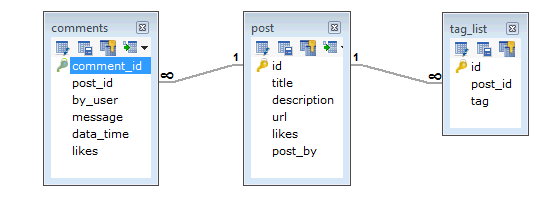 comments
comment_id
post_id
by_user
message
data_time
likes
∞
1
post
id
title
description
url
likes
post_by
1
∞
tag_list
id
post_id
tag